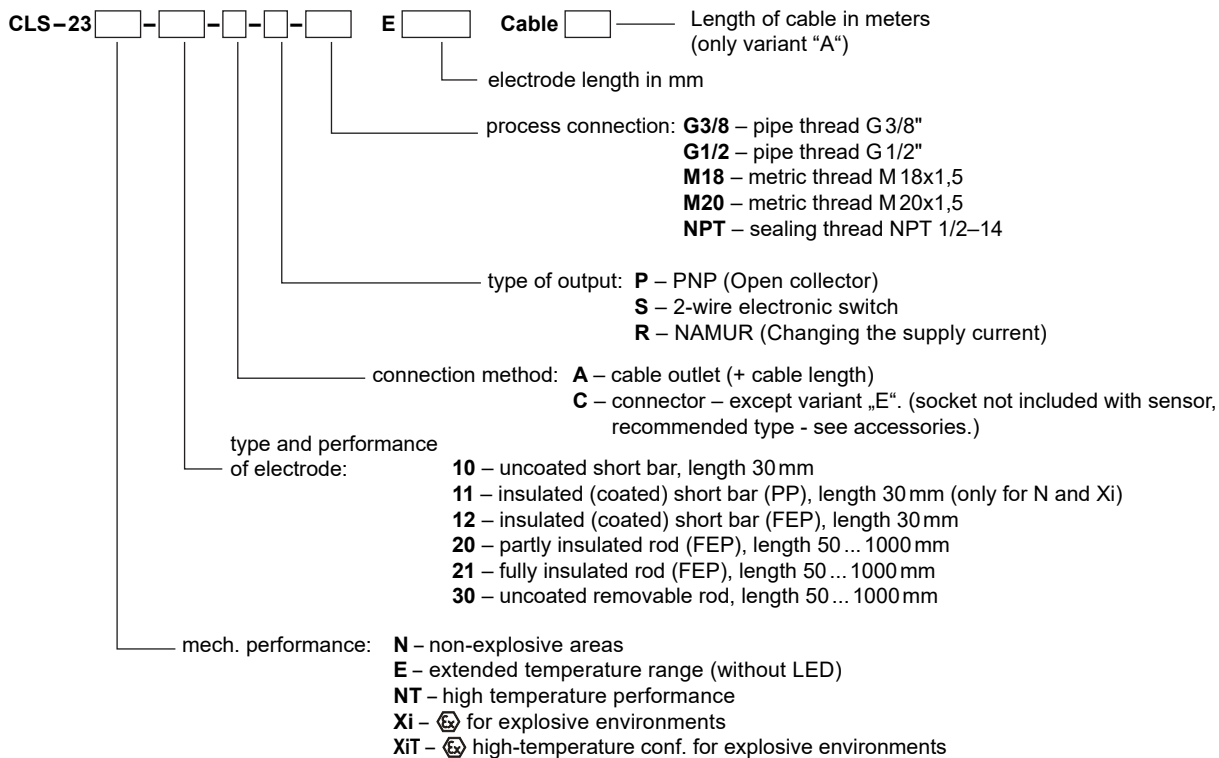 CLS–23 – – – – E Cable Length of cable in meters
(only variant “A“)
electrode length in mm
process connection: G3/8 – pipe thread G 3/8"
G1/2 – pipe thread G 1/2"
M18 – metric thread M 18x1,5
M20 – metric thread M 20x1,5
NPT – sealing thread NPT 1/2–14
type of output: P – PNP (Open collector)
S – 2-wire electronic switch
R – NAMUR (Changing the supply current)
connection method: A – cable outlet (+ cable length)
C – connector – except variant „E“. (socket not included with sensor,
recommended type - see accessories.)
type and performance
of electrode:
10 – uncoated short bar, length 30 mm
11 – insulated (coated) short bar (PP), length 30 mm (only for N and Xi)
12 – insulated (coated) short bar (FEP), length 30 mm
20 – partly insulated rod (FEP), length 50 ... 1000 mm
21 – fully insulated rod (FEP), length 50 ... 1000 mm
30 – uncoated removable rod, length 50 ... 1000 mm
mech. performance: N – non-explosive areas
E – extended temperature range (without LED)
NT – high temperature performance
Xi – Ex for explosive environments
XiT – Ex high-temperature conf. for explosive environments